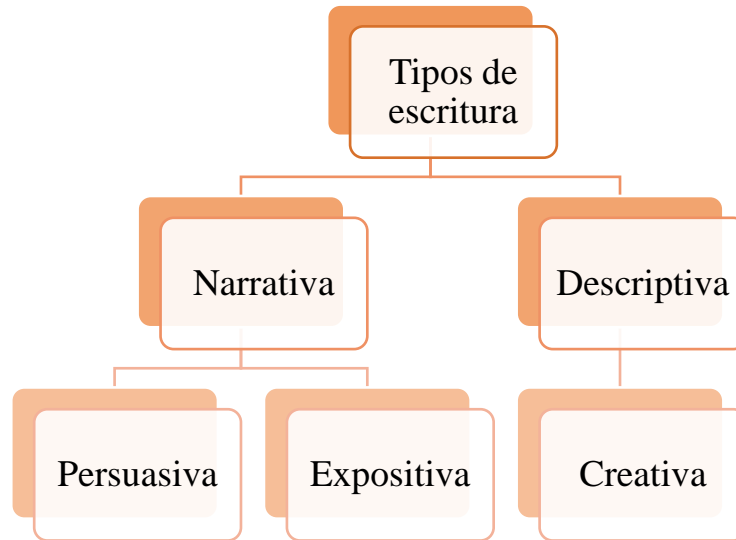 Tipos de
escritura
Narrativa
Descriptiva
Persuasiva
Expositiva
Creativa